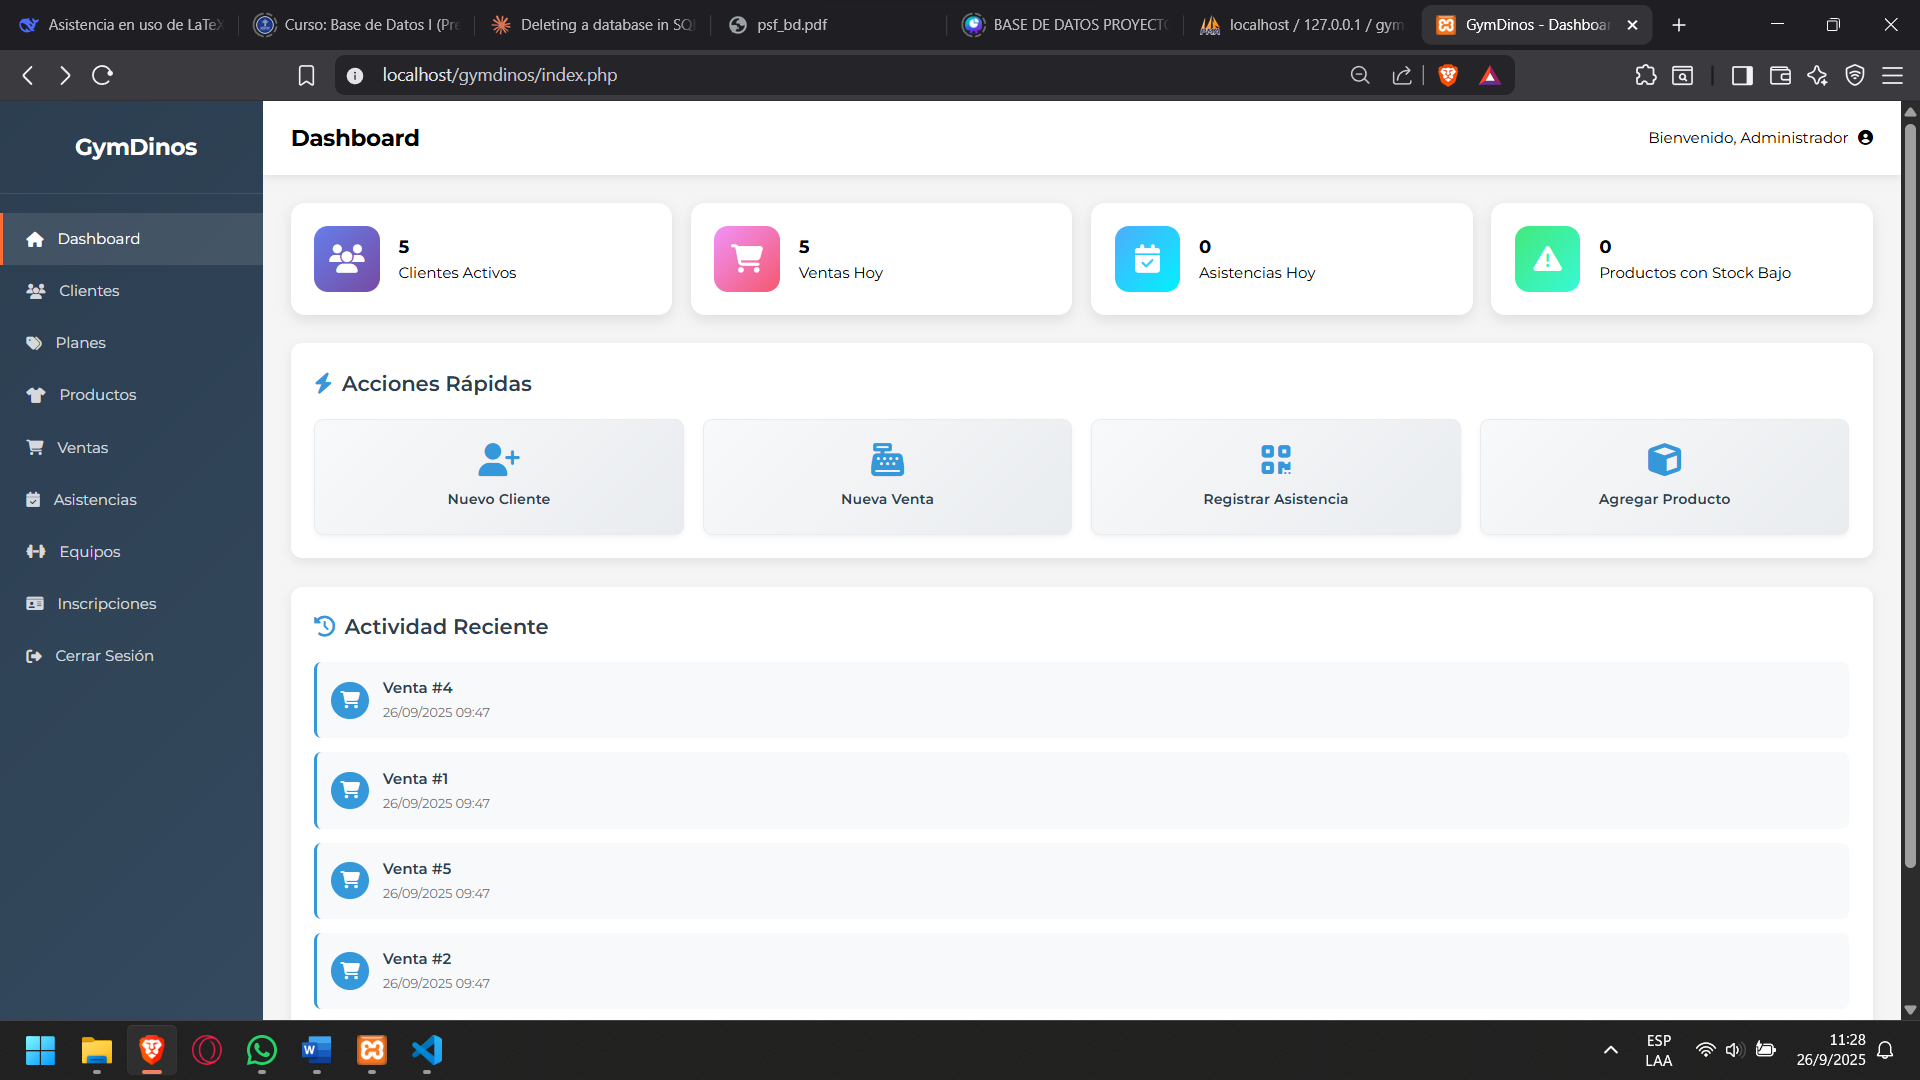 Asistencia en uso de LaTeX
Curso: Base de Datos I (Pre
Deleting a database in SQL
psf_bd.pdf
BASE DE DATOS PROYECTO
localhost / 127.0.0.1 / gym
GymDinos - Dashboar
localhost/gymdinos/index.php
GymDinos
Dashboard
Clientes
Planes
Productos
Ventas
Asistencias
Equipos
Inscripciones
Cerrar Sesión
Dashboard
Bienvenido, Administrador
5
Clientes Activos
5
Ventas Hoy
0
Asistencias Hoy
0
Productos con Stock Bajo
Acciones Rápidas
Nuevo Cliente
Nueva Venta
Registrar Asistencia
Agregar Producto
Actividad Reciente
Venta #4
26/09/2025 09:47
Venta #1
26/09/2025 09:47
Venta #5
26/09/2025 09:47
Venta #2
26/09/2025 09:47
ESP
LAA
11:28
26/9/2025